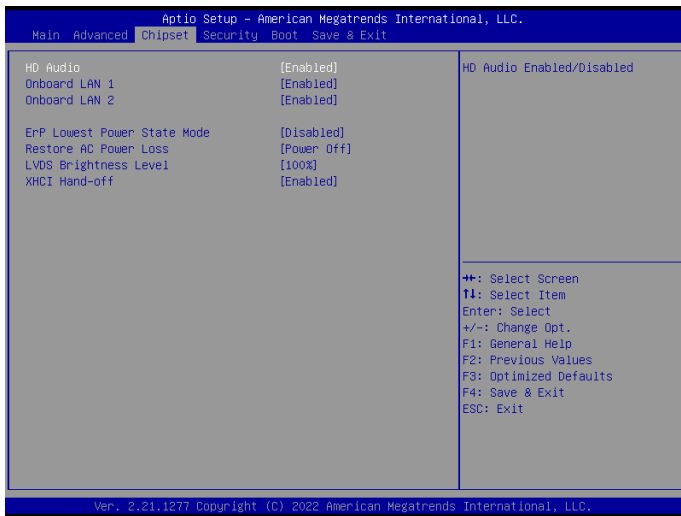 Aptio Setup – American Megatrends International, LLC.
Main Advanced Chipset Security Boot Save & Exit
HD Audio [Enabled]
Onboard LAN 1 [Enabled]
Onboard LAN 2 [Enabled]
ErP Lowest Power State Mode [Disabled]
Restore AC Power Loss [Power Off]
LVDS Brightness Level [100%]
XHCI Hand-off [Enabled]
HD Audio Enabled/Disabled
→←: Select Screen
↑↓: Select Item
Enter: Select
+/-: Change Opt.
F1: General Help
F2: Previous Values
F3: Optimized Defaults
F4: Save & Exit
ESC: Exit
Ver. 2.21.1277 Copyright (C) 2022 American Megatrends International, LLC.